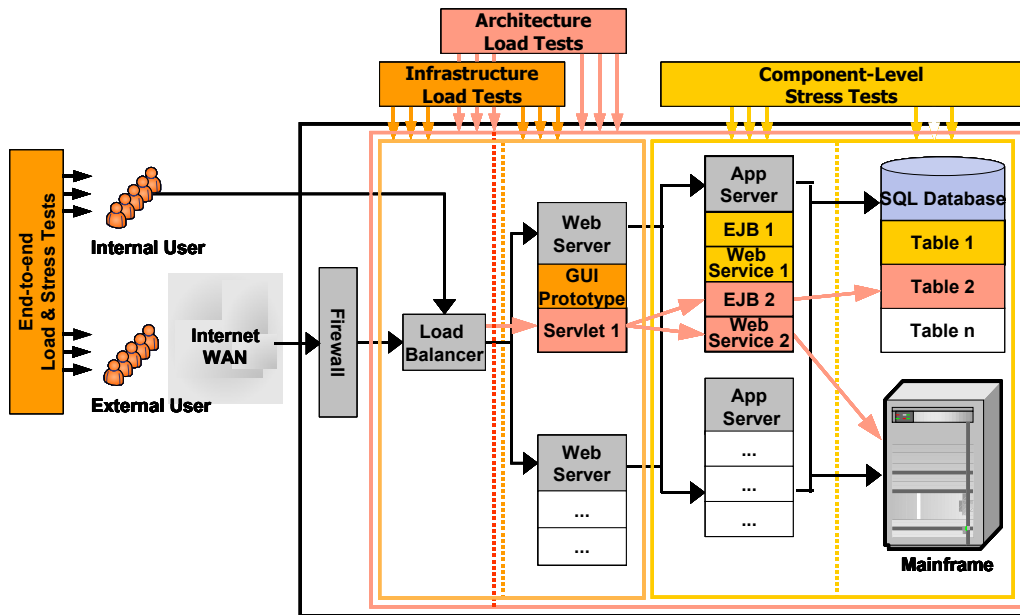 Architecture
Load Tests
Infrastructure
Load Tests
Component-Level
Stress Tests
End-to-end
Load & Stress Tests
Internal User
External User
Internet
WAN
Firewall
Load
Balancer
Web
Server
GUI
Prototype
Servlet 1
Web
Server
...
...
App
Server
EJB 1
Web
Service 1
EJB 2
Web
Service 2
App
Server
...
...
...
SQL Database
Table 1
Table 2
Table n
Mainframe